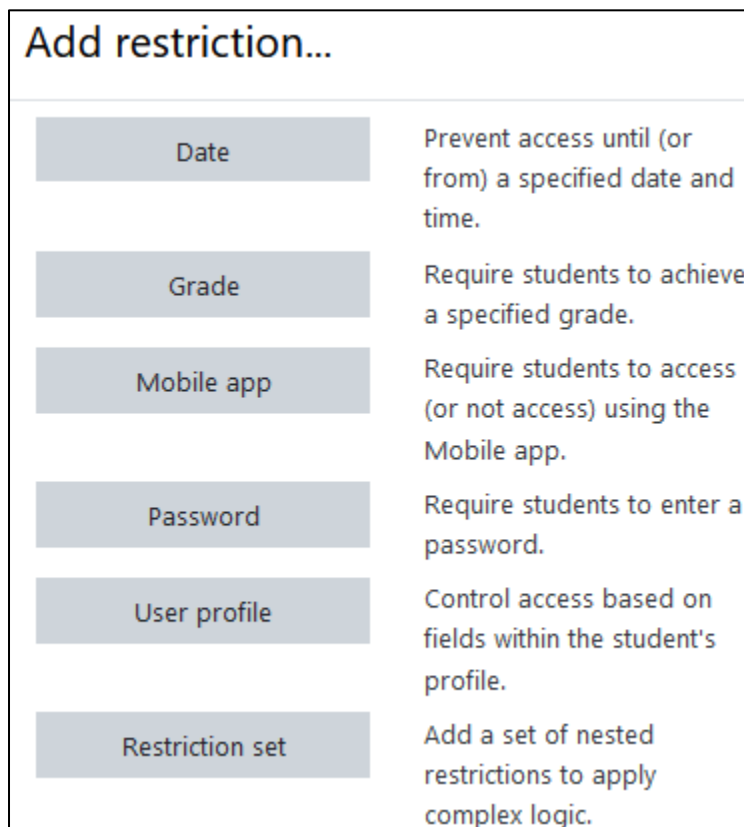 Add restriction...
Date
Prevent access until (or
from) a specified date and
time.
Grade
Require students to achieve
a specified grade.
Mobile app
Require students to access
(or not access) using the
Mobile app.
Password
Require students to enter a
password.
User profile
Control access based on
fields within the student's
profile.
Restriction set
Add a set of nested
restrictions to apply
complex logic.